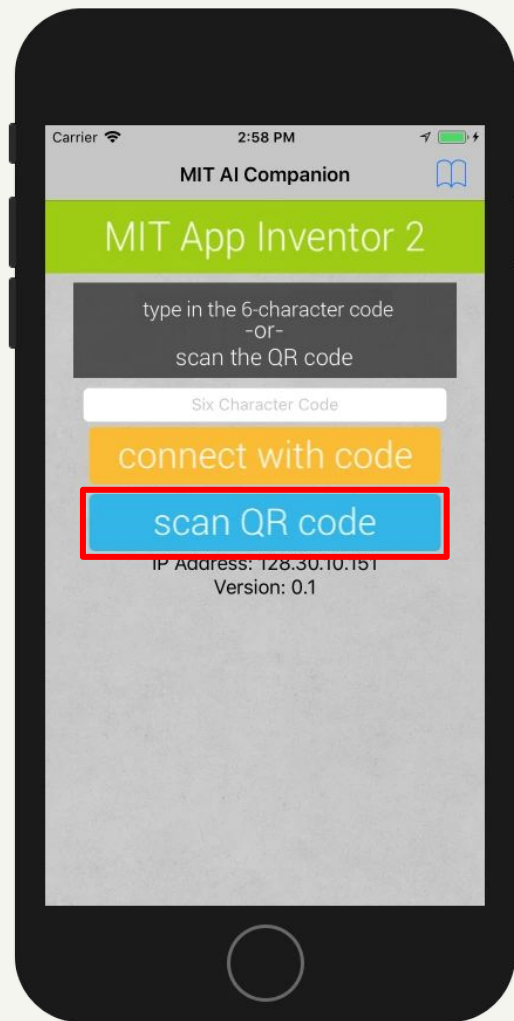 Carrier 2:58 PM
MIT AI Companion
MIT App Inventor 2
type in the 6-character code
-or-
scan the QR code
Six Character Code
connect with code
scan QR code
IP Address: 128.30.10.151
Version: 0.1